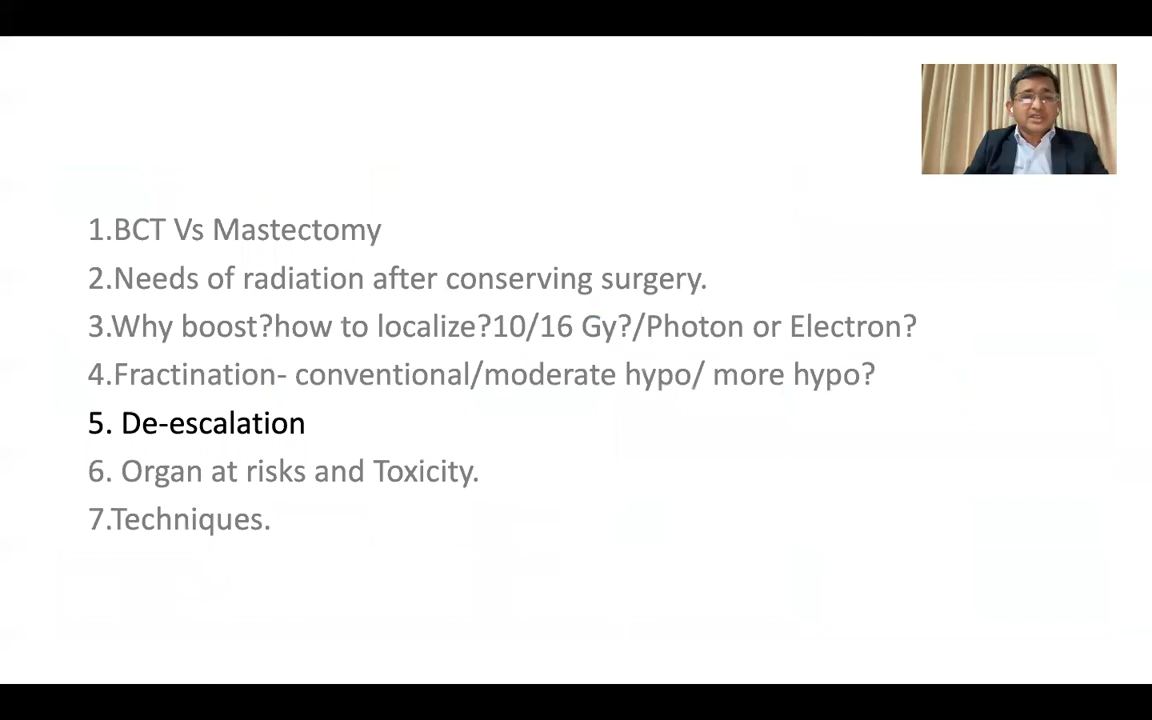 1.BCT Vs Mastectomy
2.Needs of radiation after conserving surgery.
3.Why boost?how to localize?10/16 Gy?/Photon or Electron?
4.Fractination- conventional/moderate hypo/ more hypo?
5. De-escalation
6. Organ at risks and Toxicity.
7.Techniques.